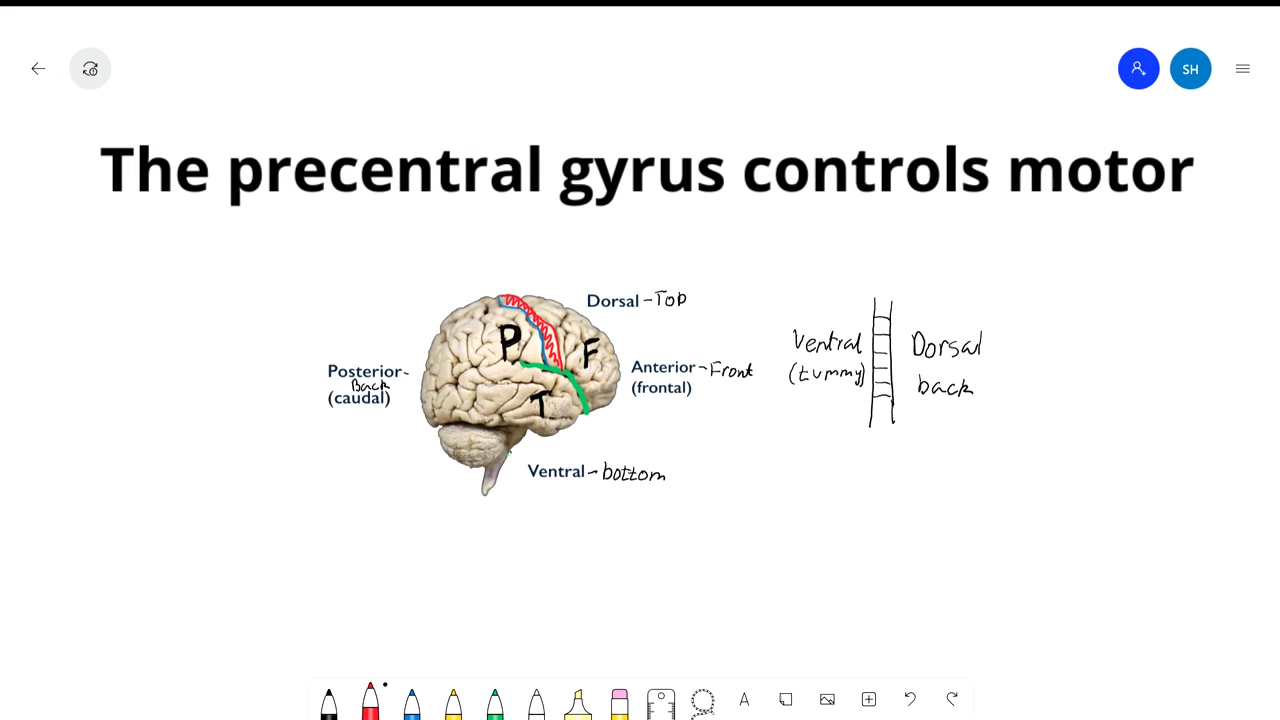 SH
The precentral gyrus controls motor
Dorsal - Top
P
F
Posterior -
Back
(caudal)
Anterior - Front
(frontal)
T
Ventral - bottom
Ventral
(tummy)
Dorsal
back
A